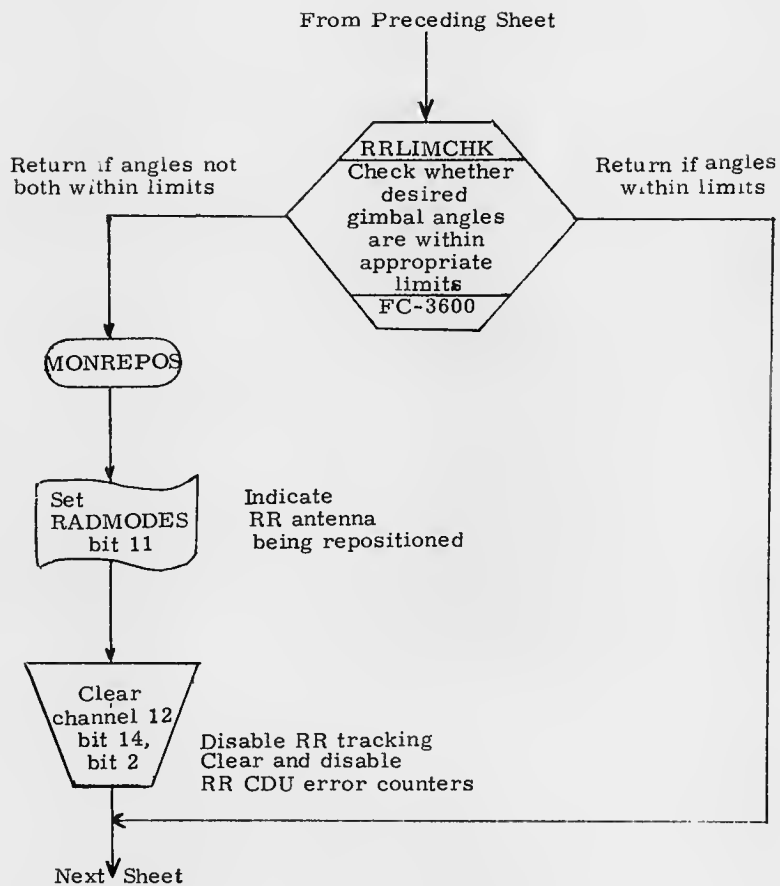 From Preceding Sheet
Return if angles not
both within limits
RRLIMCHK
Check whether
desired
gimbal angles
are within
appropriate
limits
FC-3600
Return if angles
within limits
MONREPOS
Set
RADMODES
bit 11
Indicate
RR antenna
being repositioned
Clear
channel 12
bit 14,
bit 2
Disable RR tracking
Clear and disable
RR CDU error counters
Next Sheet